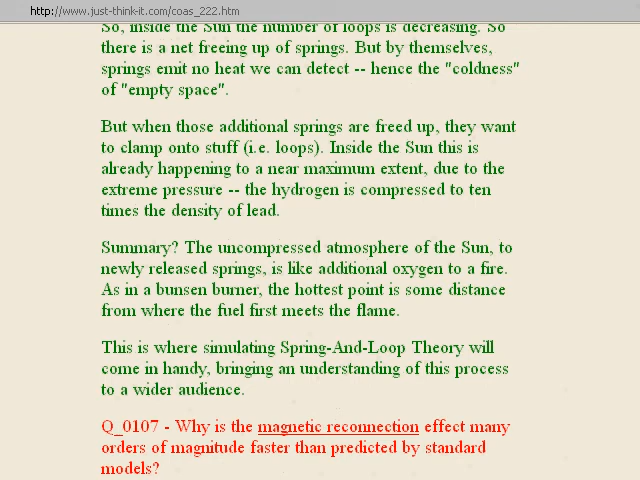 http://www.just-think-it.com/coas_222.htm
So, inside the Sun the number of loops is decreasing. So
there is a net freeing up of springs. But by themselves,
springs emit no heat we can detect -- hence the "coldness"
of "empty space".
But when those additional springs are freed up, they want
to clamp onto stuff (i.e. loops). Inside the Sun this is
already happening to a near maximum extent, due to the
extreme pressure -- the hydrogen is compressed to ten
times the density of lead.
Summary? The uncompressed atmosphere of the Sun, to
newly released springs, is like additional oxygen to a fire.
As in a bunsen burner, the hottest point is some distance
from where the fuel first meets the flame.
This is where simulating Spring-And-Loop Theory will
come in handy, bringing an understanding of this process
to a wider audience.
Q_0107 - Why is the magnetic reconnection effect many
orders of magnitude faster than predicted by standard
models?